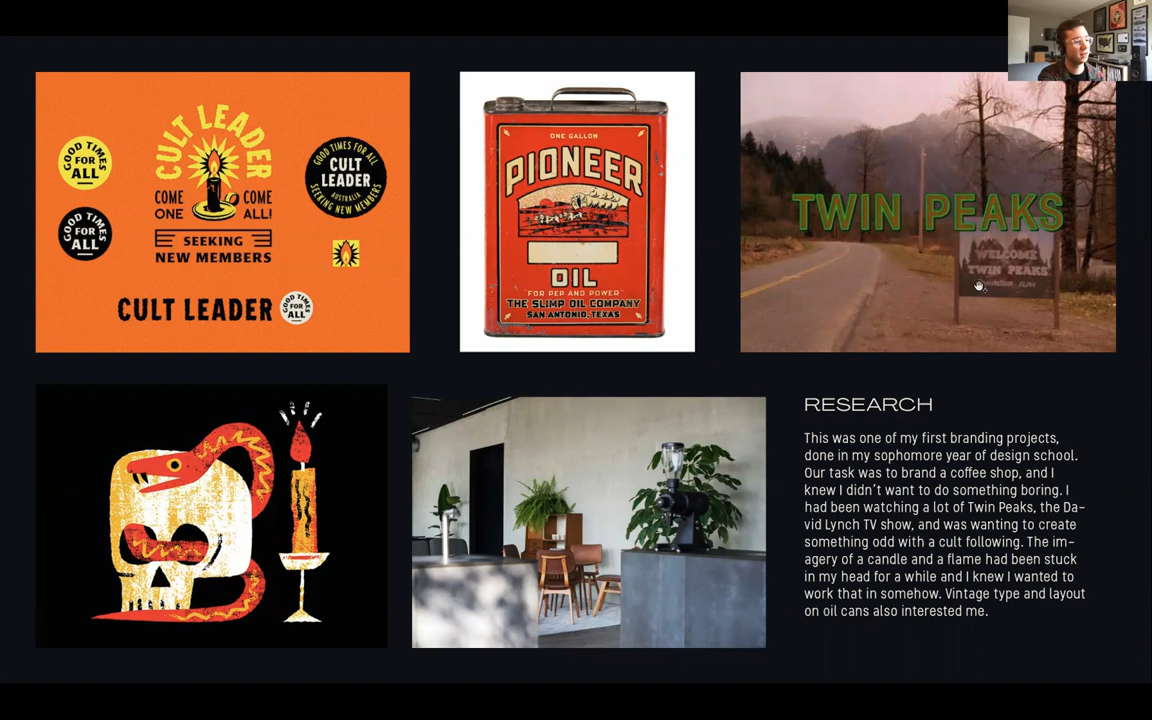 GOOD TIMES
FOR
ALL
GOOD TIMES
FOR
ALL
CULT LEADER
COME COME
ONE ALL!
SEEKING
NEW MEMBERS
GOOD TIMES FOR ALL
CULT
LEADER
AUSTRALIA
SEEKING NEW MEMBERS
CULT LEADER
GOOD TIMES
FOR
ALL
ONE GALLON
PIONEER
OIL
"FOR PEP AND POWER"
THE SLIMP OIL COMPANY
SAN ANTONIO, TEXAS
TWIN PEAKS
WELCOME
TO
TWIN PEAKS
RESEARCH
This was one of my first branding projects,
done in my sophomore year of design school.
Our task was to brand a coffee shop, and I
knew I didn't want to do something boring. I
had been watching a lot of Twin Peaks, the Da-
vid Lynch TV show, and was wanting to create
something odd with a cult following. The im-
agery of a candle and a flame had been stuck
in my head for a while and I knew I wanted to
work that in somehow. Vintage type and layout
on oil cans also interested me.